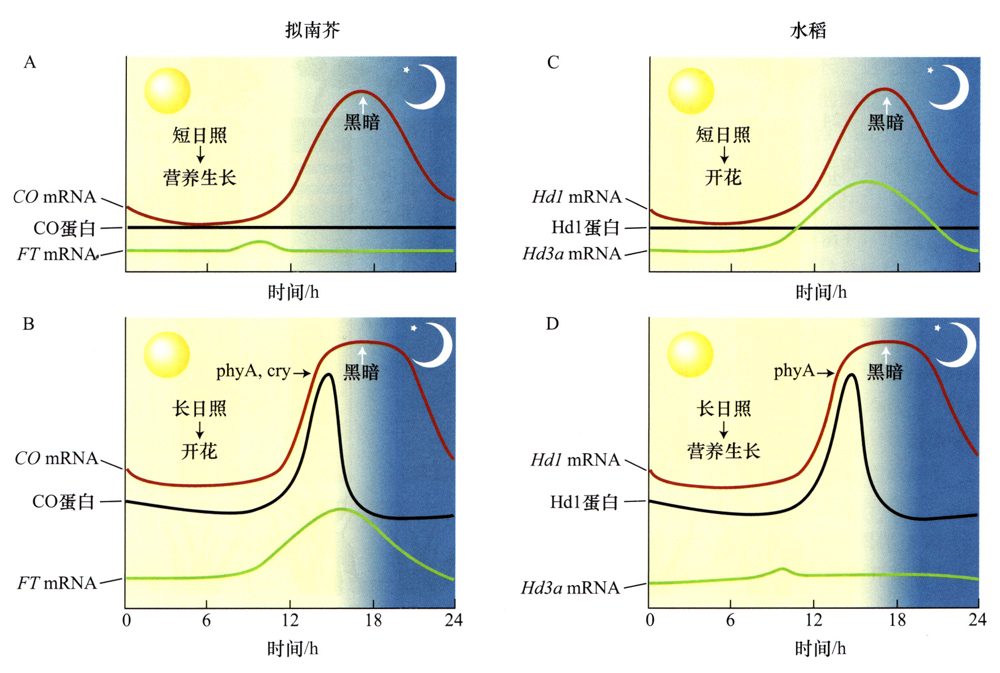 拟南芥
水稻
A
短日照
营养生长
黑暗
CO mRNA
CO蛋白
FT mRNA
时间/h
C
短日照
开花
黑暗
Hd1 mRNA
Hd1蛋白
Hd3a mRNA
时间/h
B
phyA, cry
黑暗
长日照
开花
CO mRNA
CO蛋白
FT mRNA
0 6 12 18 24
时间/h
D
phyA
黑暗
长日照
营养生长
Hd1 mRNA
Hd1蛋白
Hd3a mRNA
0 6 12 18 24
时间/h